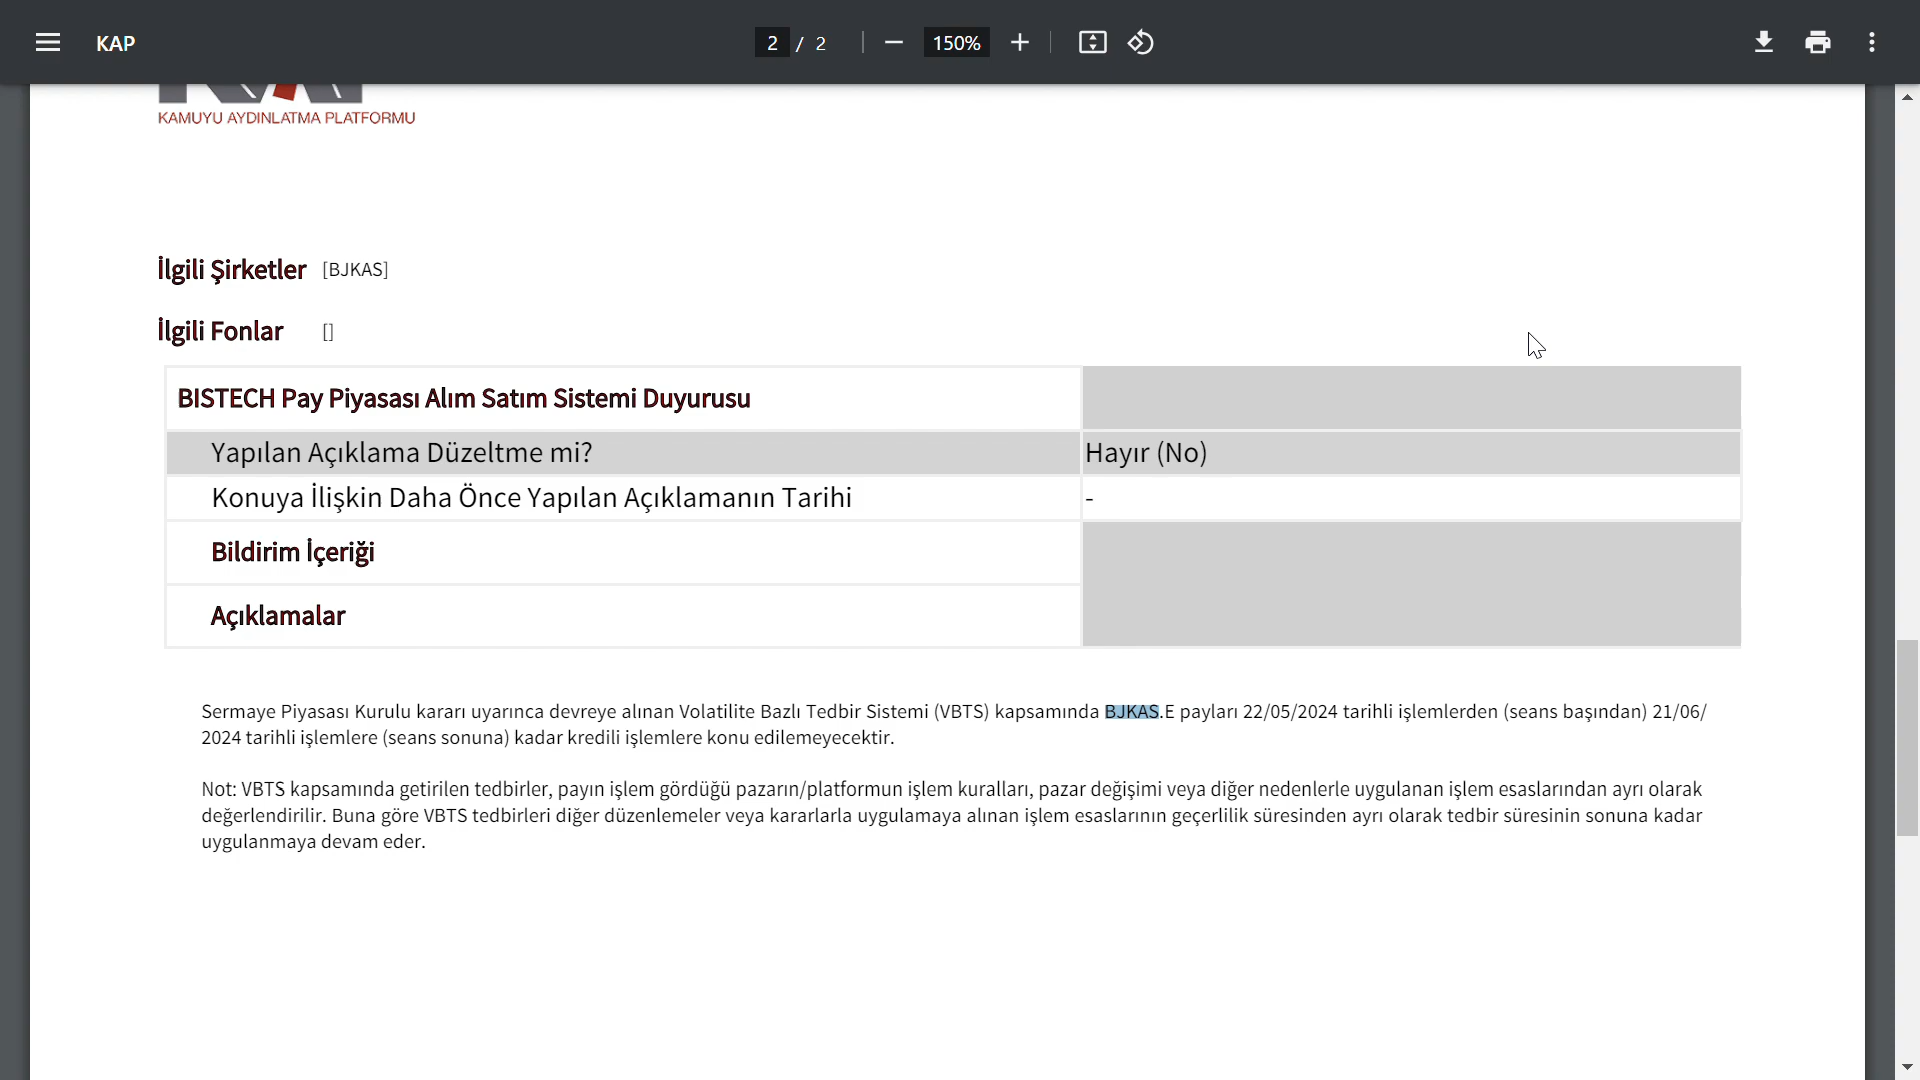 KAP
2 / 2
150%
KAMUYU AYDINLATMA PLATFORMU
İlgili Şirketler [BJKAS]
İlgili Fonlar []
BISTECH Pay Piyasası Alım Satım Sistemi Duyurusu
Yapılan Açıklama Düzeltme mi? Hayır (No)
Konuya İlişkin Daha Önce Yapılan Açıklamanın Tarihi -
Bildirim İçeriği
Açıklamalar
Sermaye Piyasası Kurulu kararı uyarınca devreye alınan Volatilite Bazlı Tedbir Sistemi (VBTS) kapsamında BJKAS.E payları 22/05/2024 tarihli işlemlerden (seans başından) 21/06/
2024 tarihli işlemlere (seans sonuna) kadar kredili işlemlere konu edilemeyecektir.
Not: VBTS kapsamında getirilen tedbirler, payın işlem gördüğü pazarın/platformun işlem kuralları, pazar değişimi veya diğer nedenlerle uygulanan işlem esaslarından ayrı olarak
değerlendirilir. Buna göre VBTS tedbirleri diğer düzenlemeler veya kararlarla uygulamaya alınan işlem esaslarının geçerlilik süresinden ayrı olarak tedbir süresinin sonuna kadar
uygulanmaya devam eder.